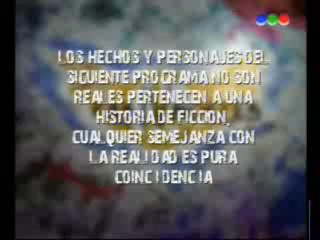 LOS HECHOS Y PERSONAJES DEL
SIGUIENTE PROGRAMA NO SON
REALES PERTENECEN A UNA
HISTORIA DE FICCION,
CUALQUIER SEMEJANZA CON
LA REALIDAD ES PURA
COINCIDENCIA